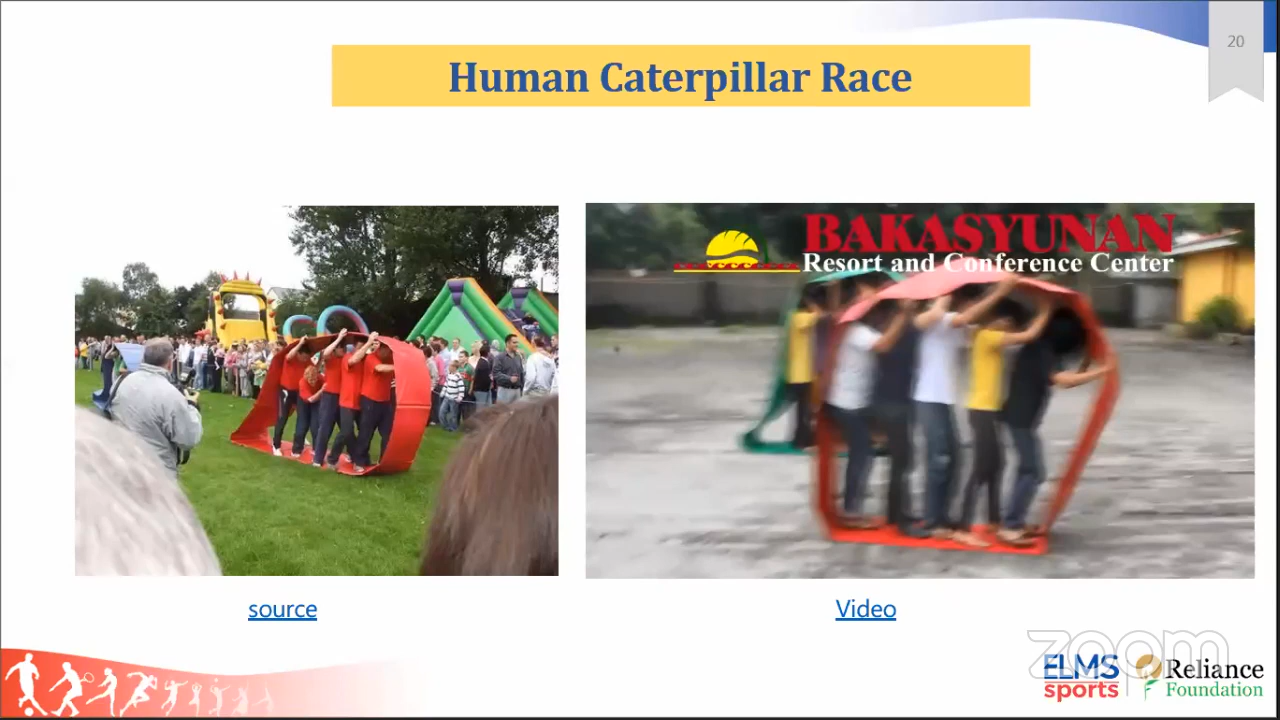 20
Human Caterpillar Race
BAKASYUNAN
Resort and Conference Center
source
Video
zoom
ELMS
sports
Reliance
Foundation